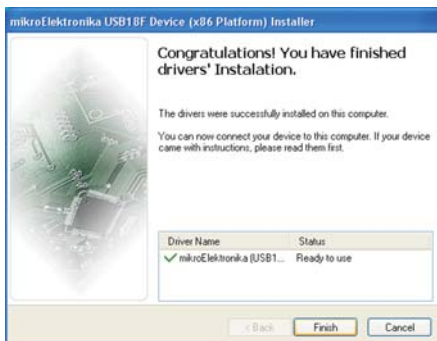 mikroElektronika USB18F Device (x86 Platform) Installer
Congratulations! You have finished
drivers' Instalation.
The drivers were successfully installed on this computer.
You can now connect your device to this computer. If your device
came with instructions, please read them first.
Driver Name Status
mikroElektronika (USB1... Ready to use
< Back Finish Cancel